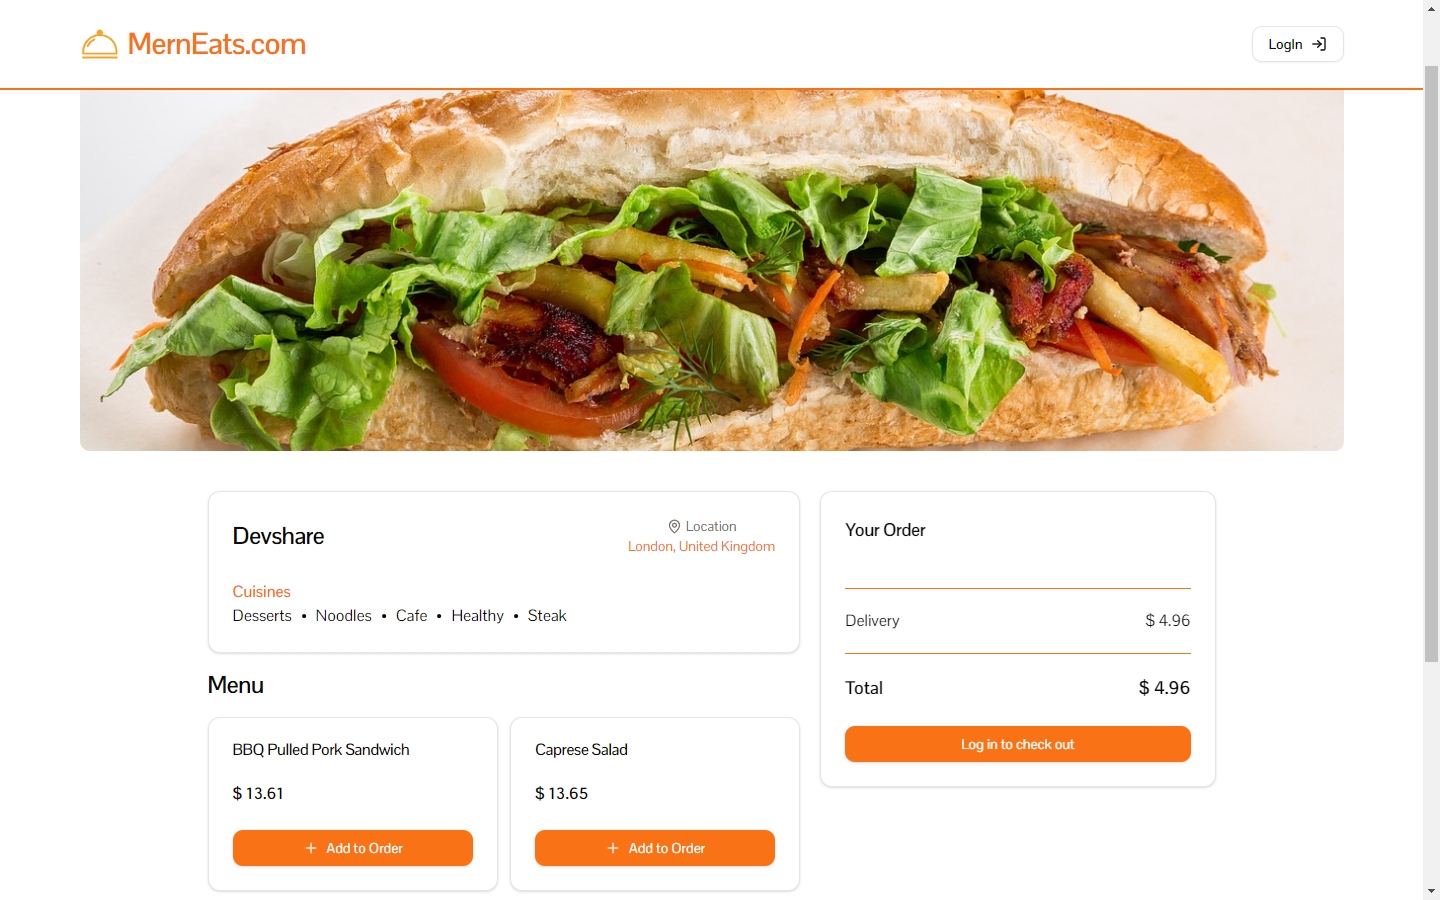 MernEats.com
LogIn
Devshare
Location
London, United Kingdom
Cuisines
Desserts • Noodles • Cafe • Healthy • Steak
Menu
BBQ Pulled Pork Sandwich
$ 13.61
+ Add to Order
Caprese Salad
$ 13.65
+ Add to Order
Your Order
Delivery $ 4.96
Total $ 4.96
Log in to check out